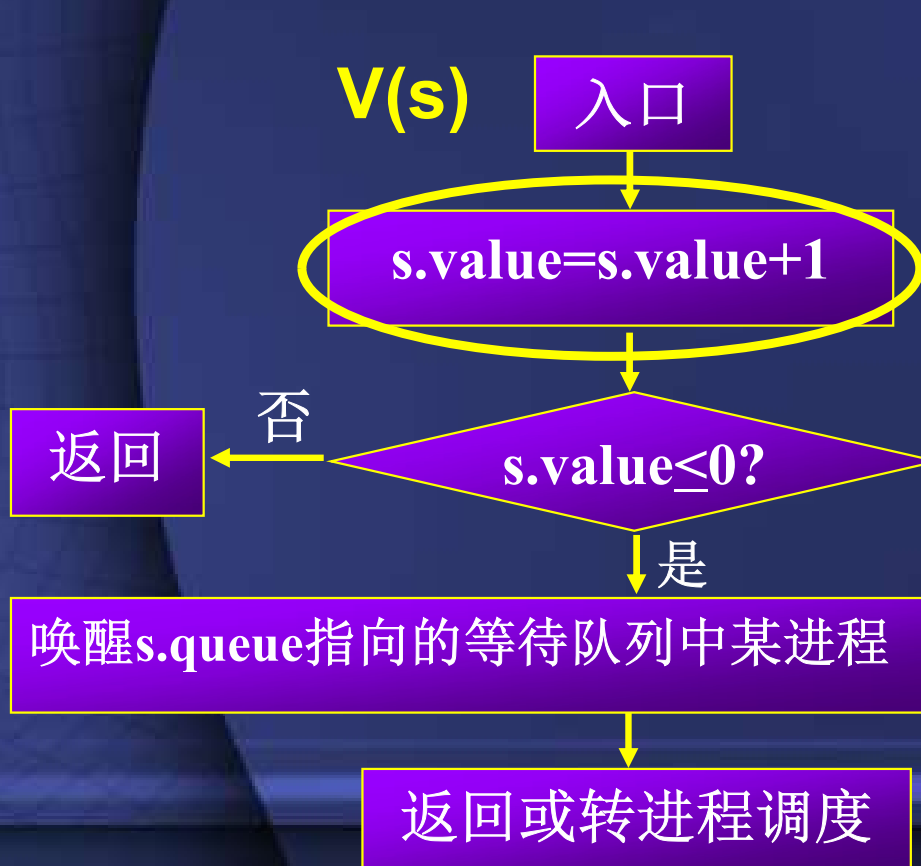 V(s)
入口
s.value=s.value+1
否
返回
s.value≤0?
是
唤醒s.queue指向的等待队列中某进程
返回或转进程调度